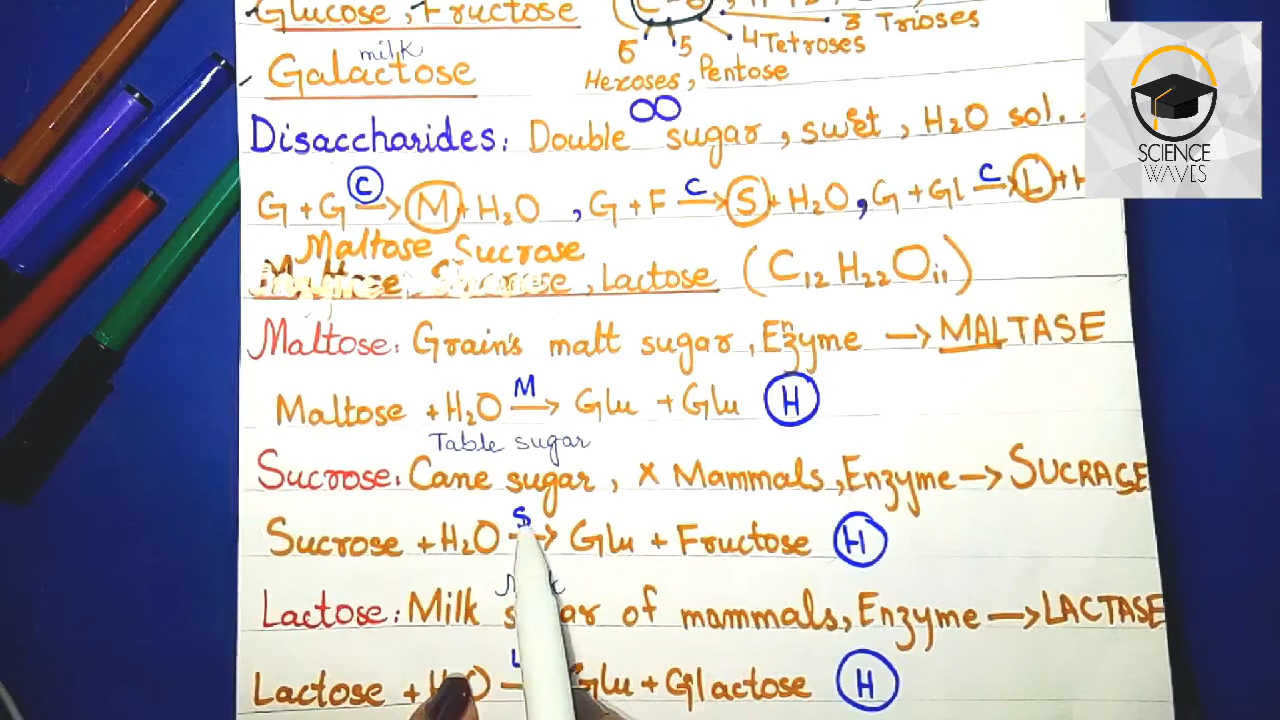 Glucose, Fructose
3 Trioses
4 Tetroses
6 5
Hexoses, Pentose
milk
Galactose
Disaccharides: Double sugar, swet, H₂O sol.
G+G C→ M+H₂O, G+F C→ S+H₂O, G+Gl C→ L+H
Maltose Sucrase
Lactose (C₁₂H₂₂O₁₁)
Maltose: Grain's malt sugar, Enzyme → MALTASE
Maltose + H₂O M→ Glu + Glu H
Table sugar
Sucrose: Cane sugar, x Mammals, Enzyme → SUCRASE
Sucrose + H₂O S→ Glu + Fructose H
Lactose: Milk of mammals, Enzyme → LACTASE
Lactose + → Glu + Glactose H
SCIENCE
WAVES